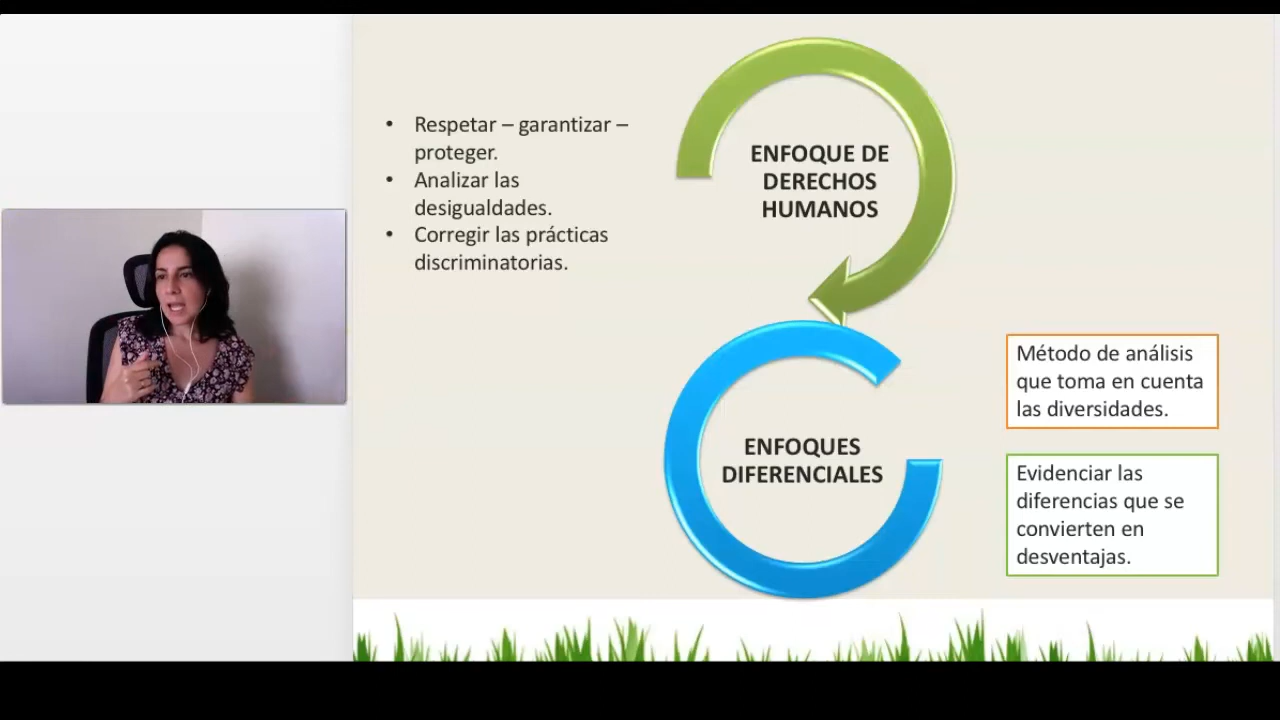 • Respetar – garantizar –
proteger.
• Analizar las
desigualdades.
• Corregir las prácticas
discriminatorias.
ENFOQUE DE
DERECHOS
HUMANOS
ENFOQUES
DIFERENCIALES
Método de análisis
que toma en cuenta
las diversidades.
Evidenciar las
diferencias que se
convierten en
desventajas.